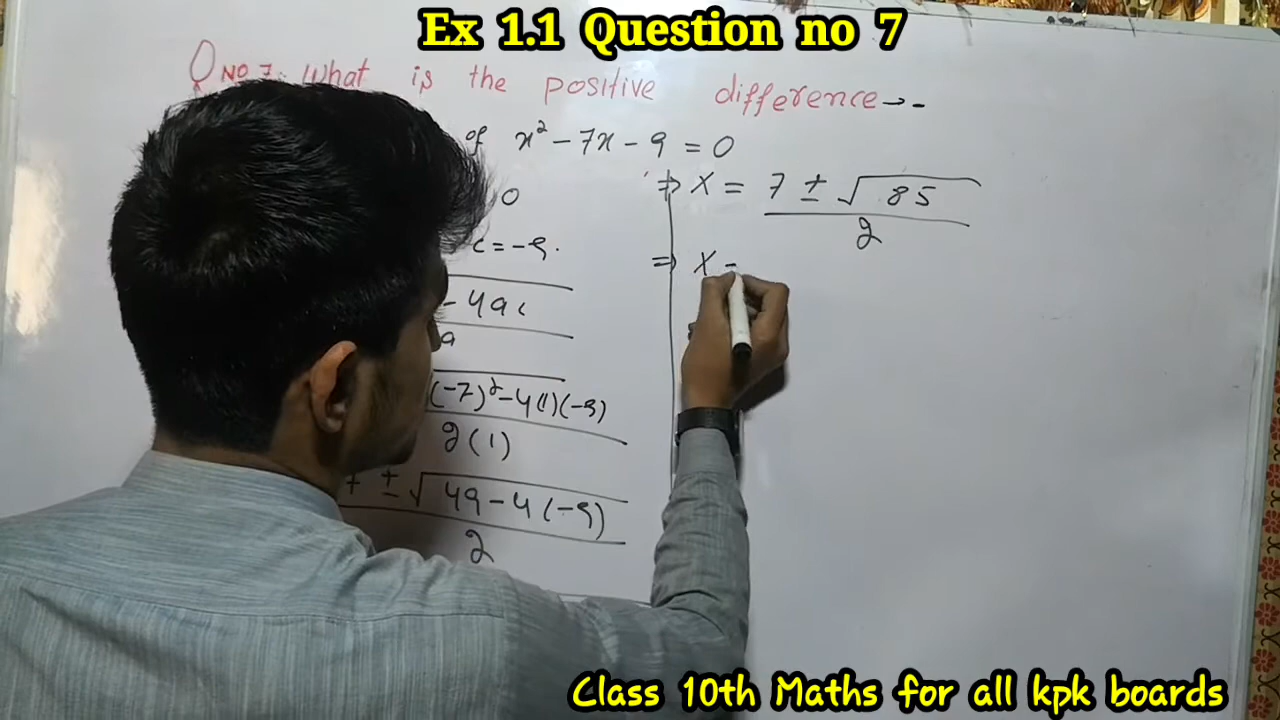 Ex 1.1 Question no 7
Q NO 7: What is the positive difference →-
of x² - 7x - 9 = 0
0
c = -9.
- 4ac
a
(-7)² - 4(1)(-9)
2(1)
7 ± √49 - 4(-9)
2
⇒ X = 7 ± √85
2
⇒ X =
Class 10th Maths for all kpk boards